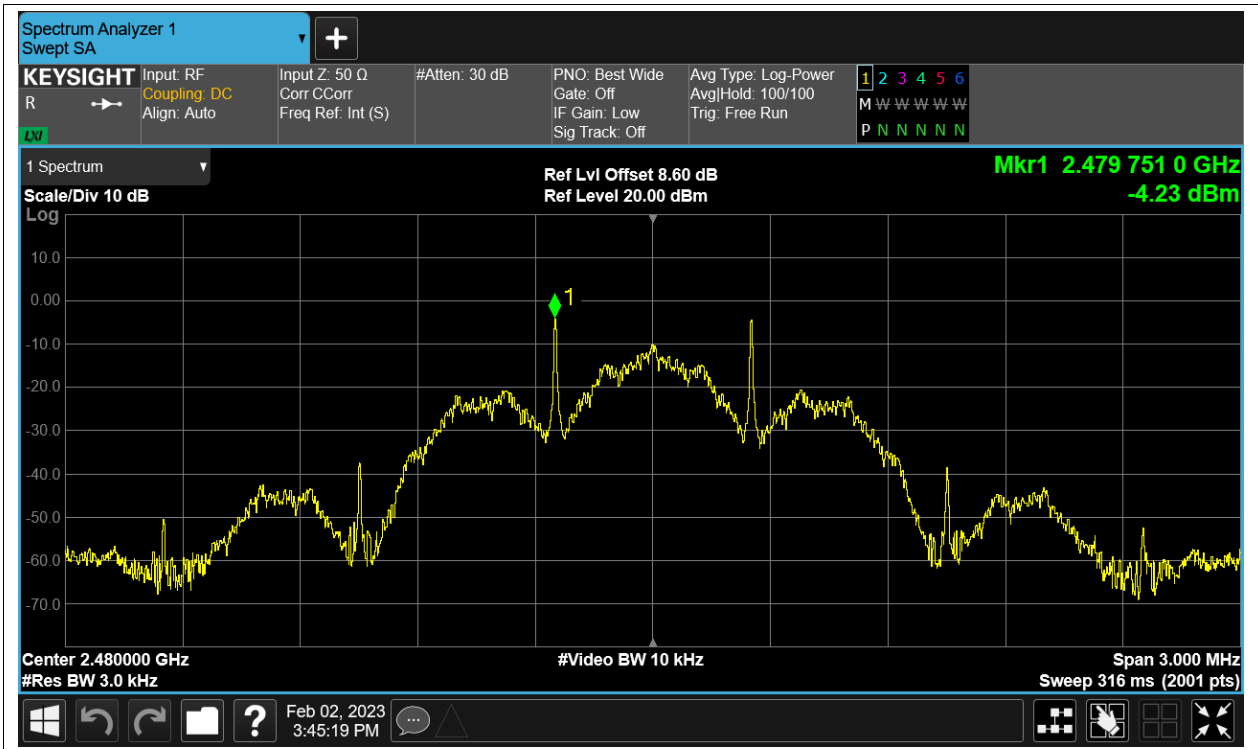 Spectrum Analyzer 1
Swept SA
KEYSIGHT
R
LXI
Input: RF
Coupling: DC
Align: Auto
Input Z: 50 Ω
Corr CCorr
Freq Ref: Int (S)
#Atten: 30 dB
PNO: Best Wide
Gate: Off
IF Gain: Low
Sig Track: Off
Avg Type: Log-Power
Avg|Hold: 100/100
Trig: Free Run
1 2 3 4 5 6
M W W W W W W
P N N N N N N
1 Spectrum
Scale/Div 10 dB
Log
Ref Lvl Offset 8.60 dB
Ref Level 20.00 dBm
Mkr1 2.479 751 0 GHz
-4.23 dBm
1
10.0
0.00
-10.0
-20.0
-30.0
-40.0
-50.0
-60.0
-70.0
Center 2.480000 GHz
#Res BW 3.0 kHz
#Video BW 10 kHz
Span 3.000 MHz
Sweep 316 ms (2001 pts)
?
Feb 02, 2023
3:45:19 PM